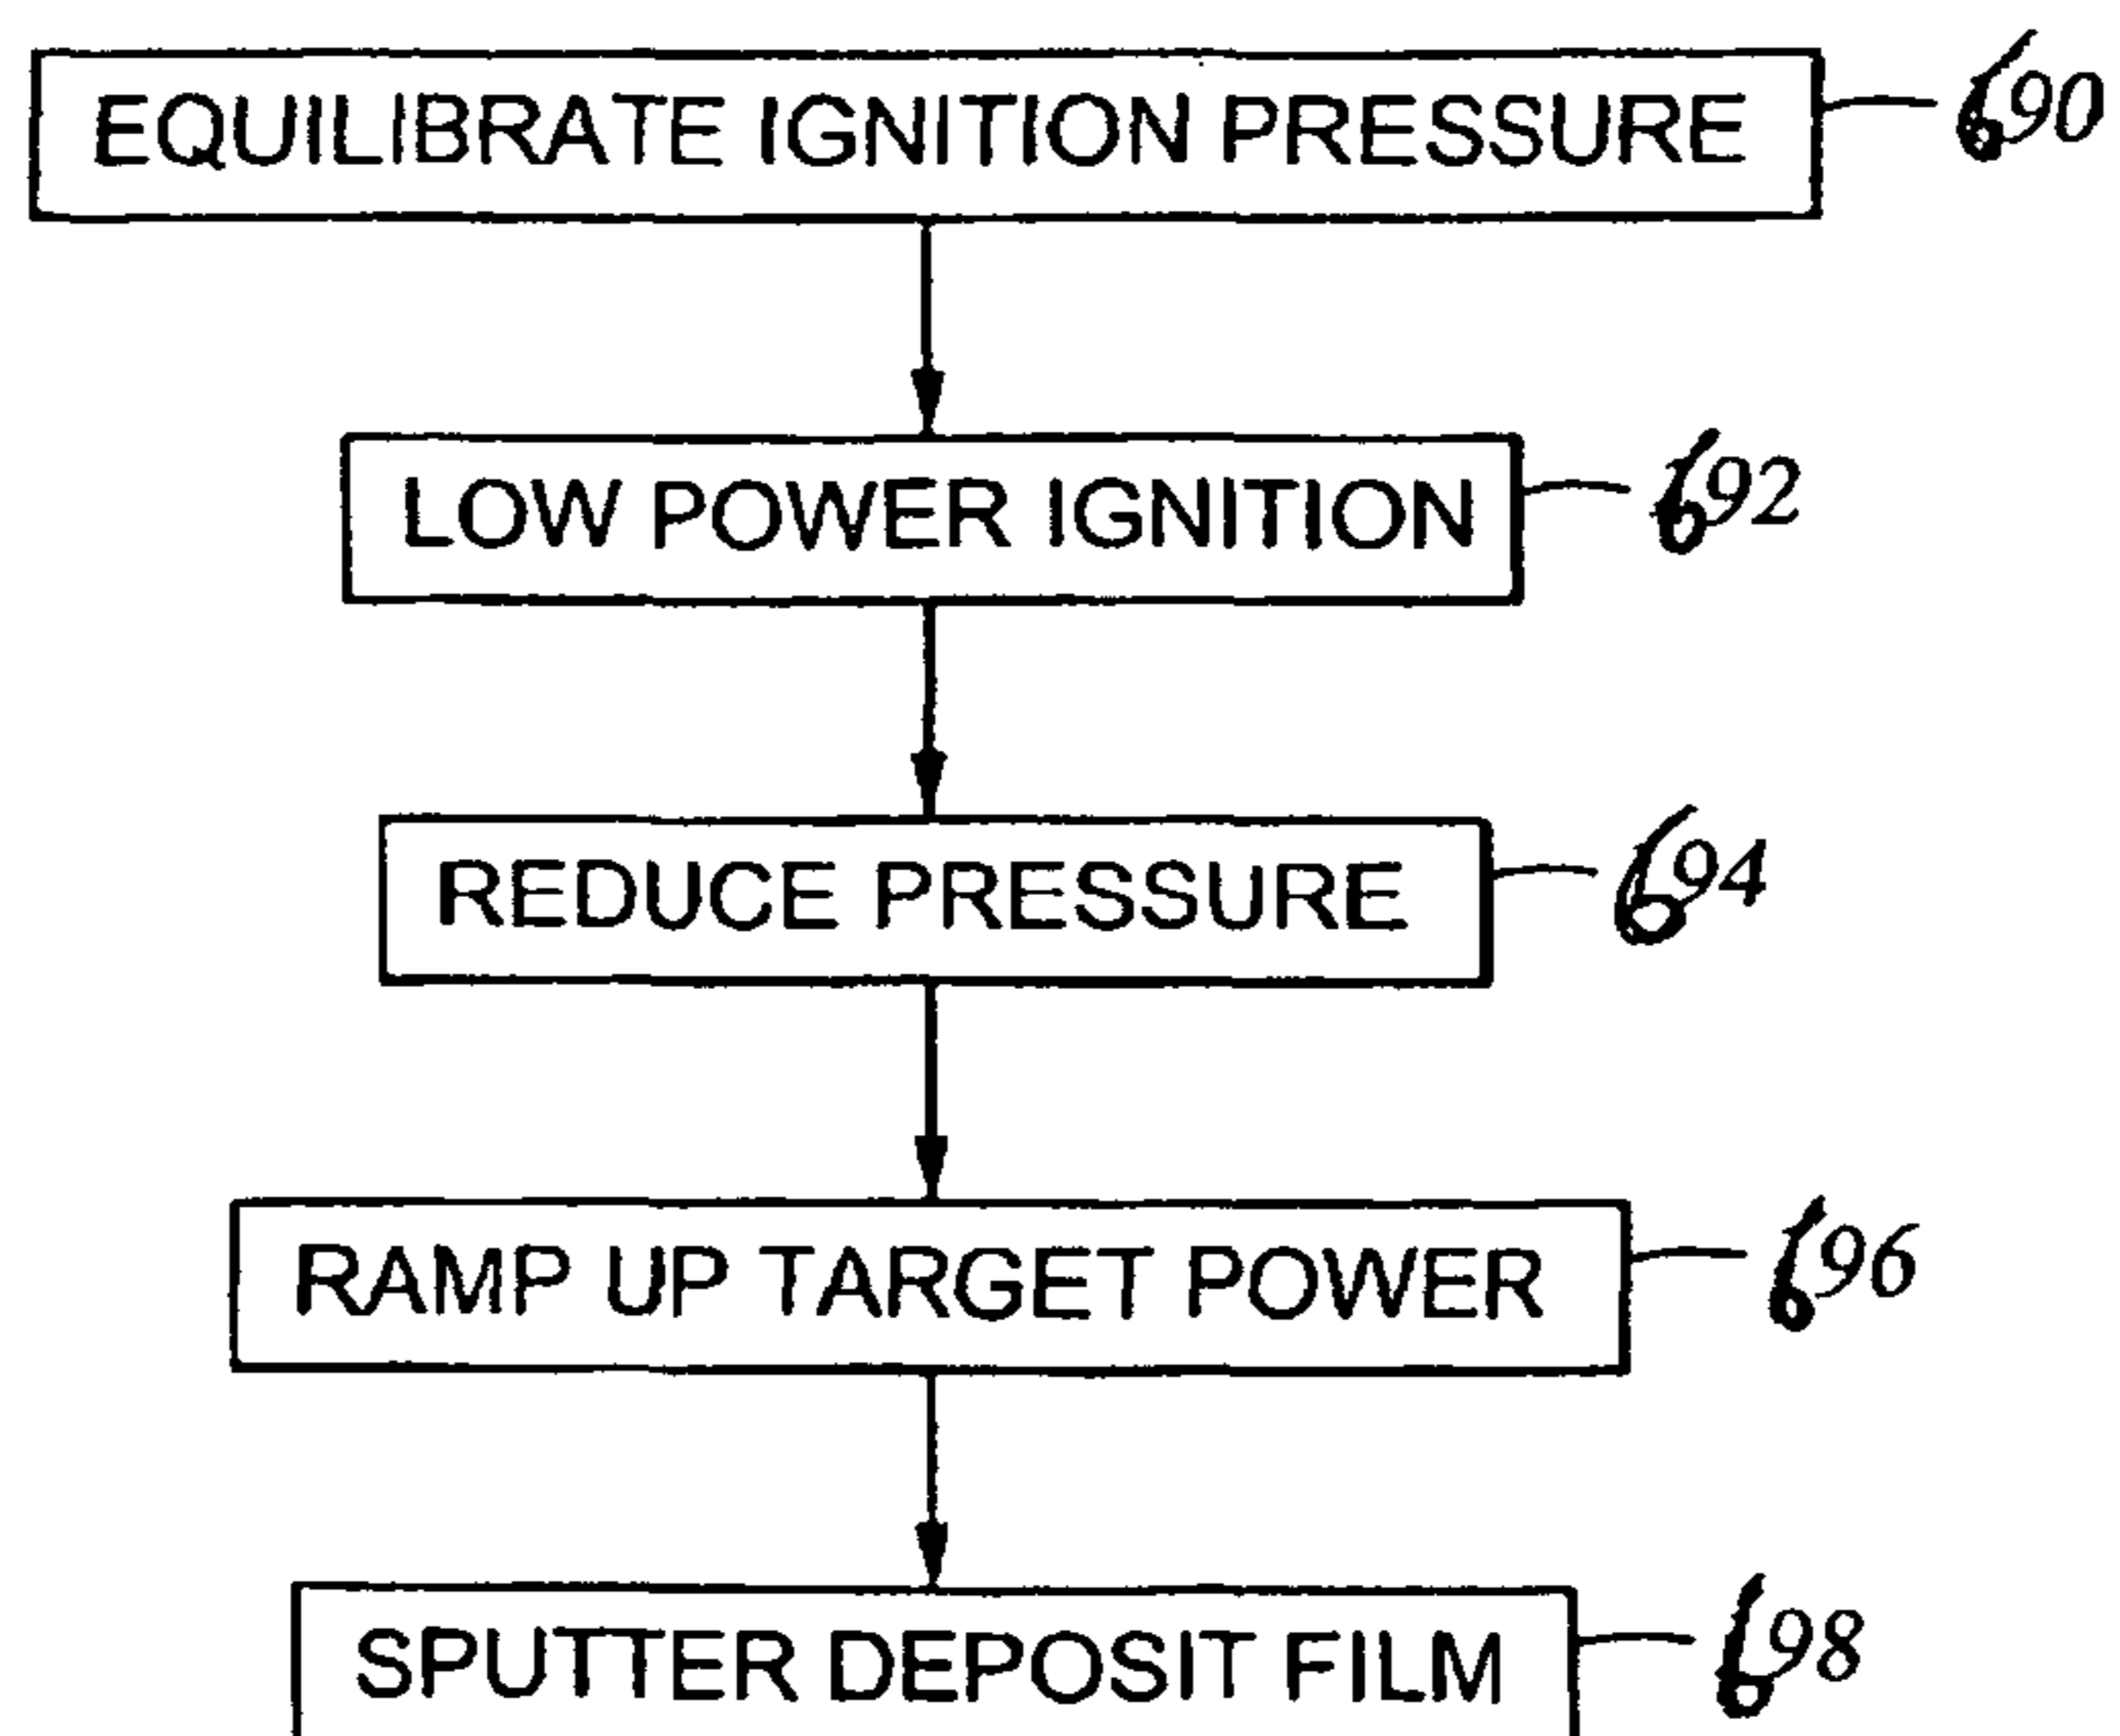 EQUILIBRATE IGNITION PRESSURE 690
LOW POWER IGNITION 692
REDUCE PRESSURE 694
RAMP UP TARGET POWER 696
SPUTTER DEPOSIT FILM 698